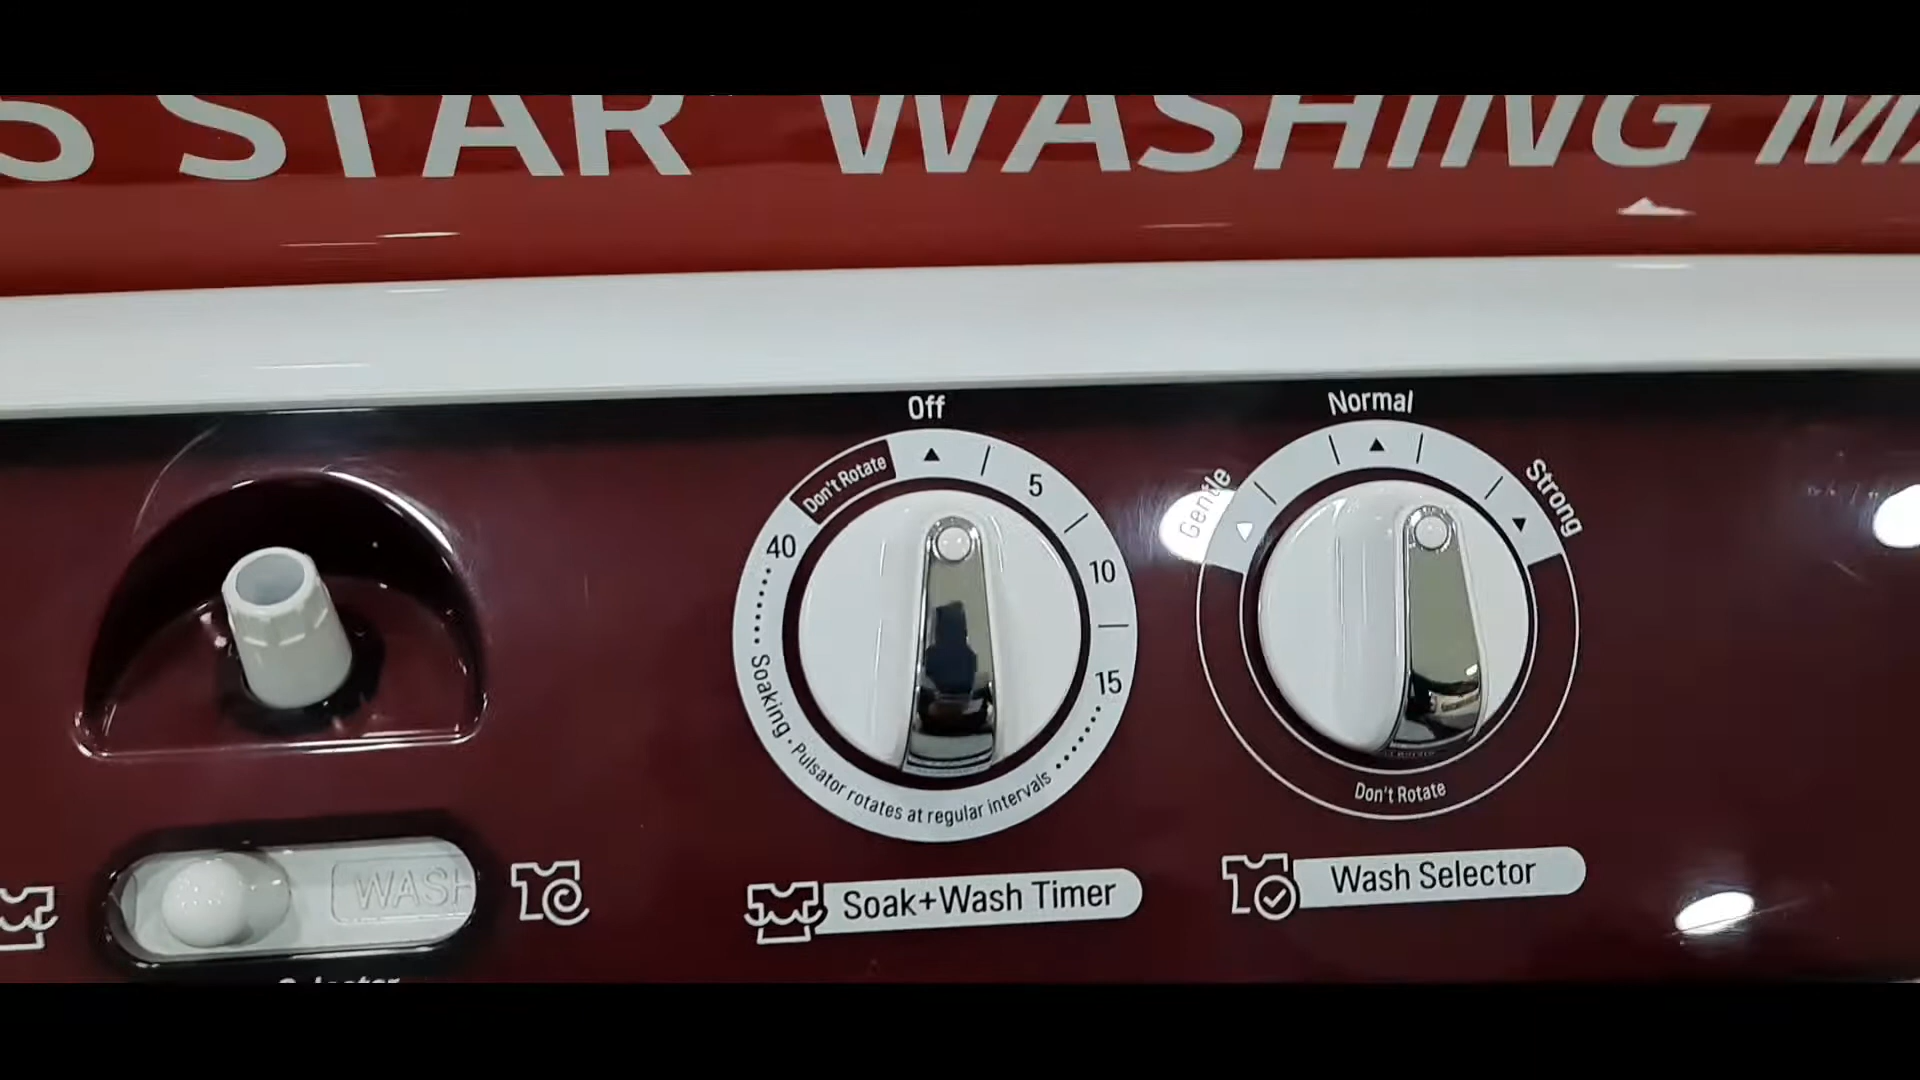 5 STAR WASHING
Off
Don't Rotate
5
10
15
40
Soaking · Pulsator rotates at regular intervals
Soak+Wash Timer
Normal
Gentle
Strong
Don't Rotate
Wash Selector
WASH